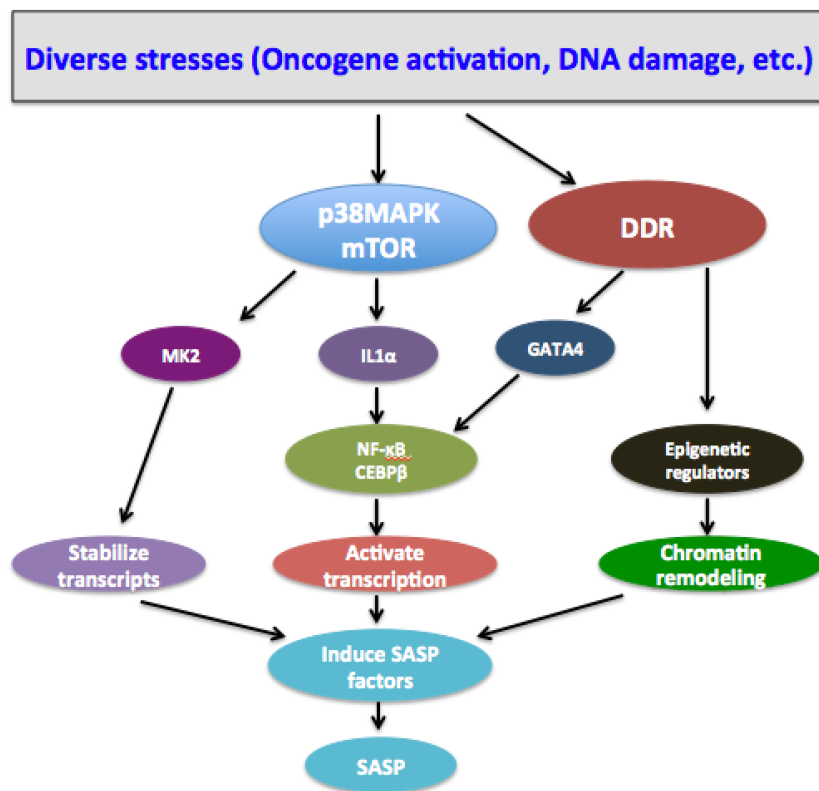 Diverse stresses (Oncogene activation, DNA damage, etc.)
p38MAPK
mTOR
DDR
MK2
IL1α
GATA4
NF-κB
CEBPβ
Epigenetic
regulators
Stabilize
transcripts
Activate
transcription
Chromatin
remodeling
Induce SASP
factors
SASP